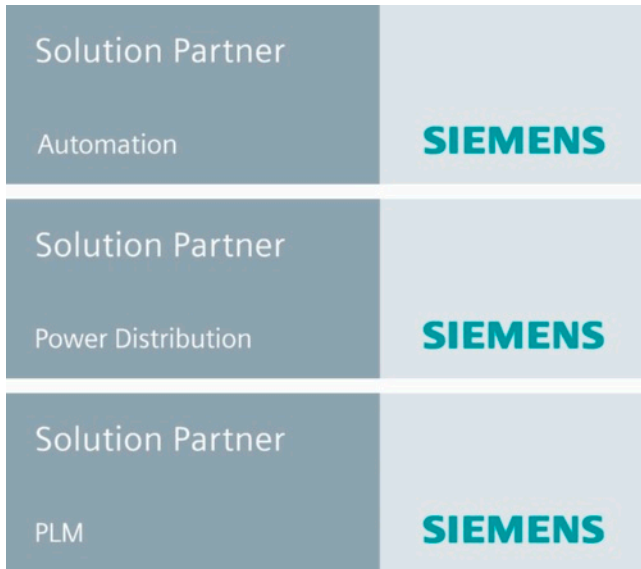 Solution Partner
Automation
SIEMENS
Solution Partner
Power Distribution
SIEMENS
Solution Partner
PLM
SIEMENS